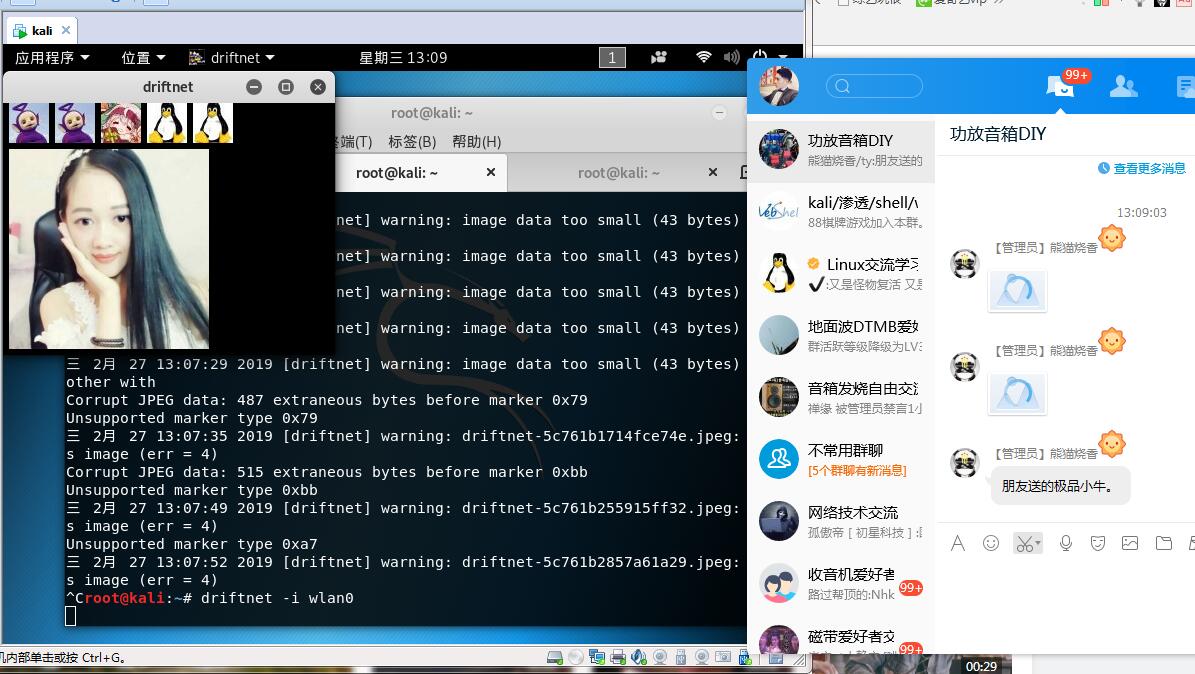 kali
应用程序
位置
driftnet
星期三 13:09
1
driftnet
root@kali: ~
终端(T) 标签(B) 帮助(H)
root@kali: ~
root@kali: ~
net] warning: image data too small (43 bytes)
net] warning: image data too small (43 bytes)
net] warning: image data too small (43 bytes)
net] warning: image data too small (43 bytes)
三 2月 27 13:07:29 2019 [driftnet] warning: image data too small (43 bytes)
other with
Corrupt JPEG data: 487 extraneous bytes before marker 0x79
Unsupported marker type 0x79
三 2月 27 13:07:35 2019 [driftnet] warning: driftnet-5c761b1714fce74e.jpeg:
s image (err = 4)
Corrupt JPEG data: 515 extraneous bytes before marker 0xbb
Unsupported marker type 0xbb
三 2月 27 13:07:49 2019 [driftnet] warning: driftnet-5c761b255915ff32.jpeg:
s image (err = 4)
Unsupported marker type 0xa7
三 2月 27 13:07:52 2019 [driftnet] warning: driftnet-5c761b2857a61a29.jpeg:
s image (err = 4)
^Croot@kali:~# driftnet -i wlan0
机内部单击或按 Ctrl+G。
99+
功放音箱DIY
熊猫烧香/ty:朋友送的
kali/渗透/shell/w
88棋牌游戏加入本群。
Linux交流学习
✔:又是怪物复活 又是
地面波DTMB爱好
群活跃等级降级为LV3
音箱发烧自由交流
禅缘 被管理员禁言1小
不常用群聊
[5个群聊有新消息]
网络技术交流
孤傲帝 [ 初星科技 ] :
收音机爱好者
路过帮顶的:Nhk
99+
磁带爱好者交
99+
功放音箱DIY
查看更多消息
13:09:03
【管理员】熊猫烧香
【管理员】熊猫烧香
【管理员】熊猫烧香
朋友送的极品小牛。
00:29